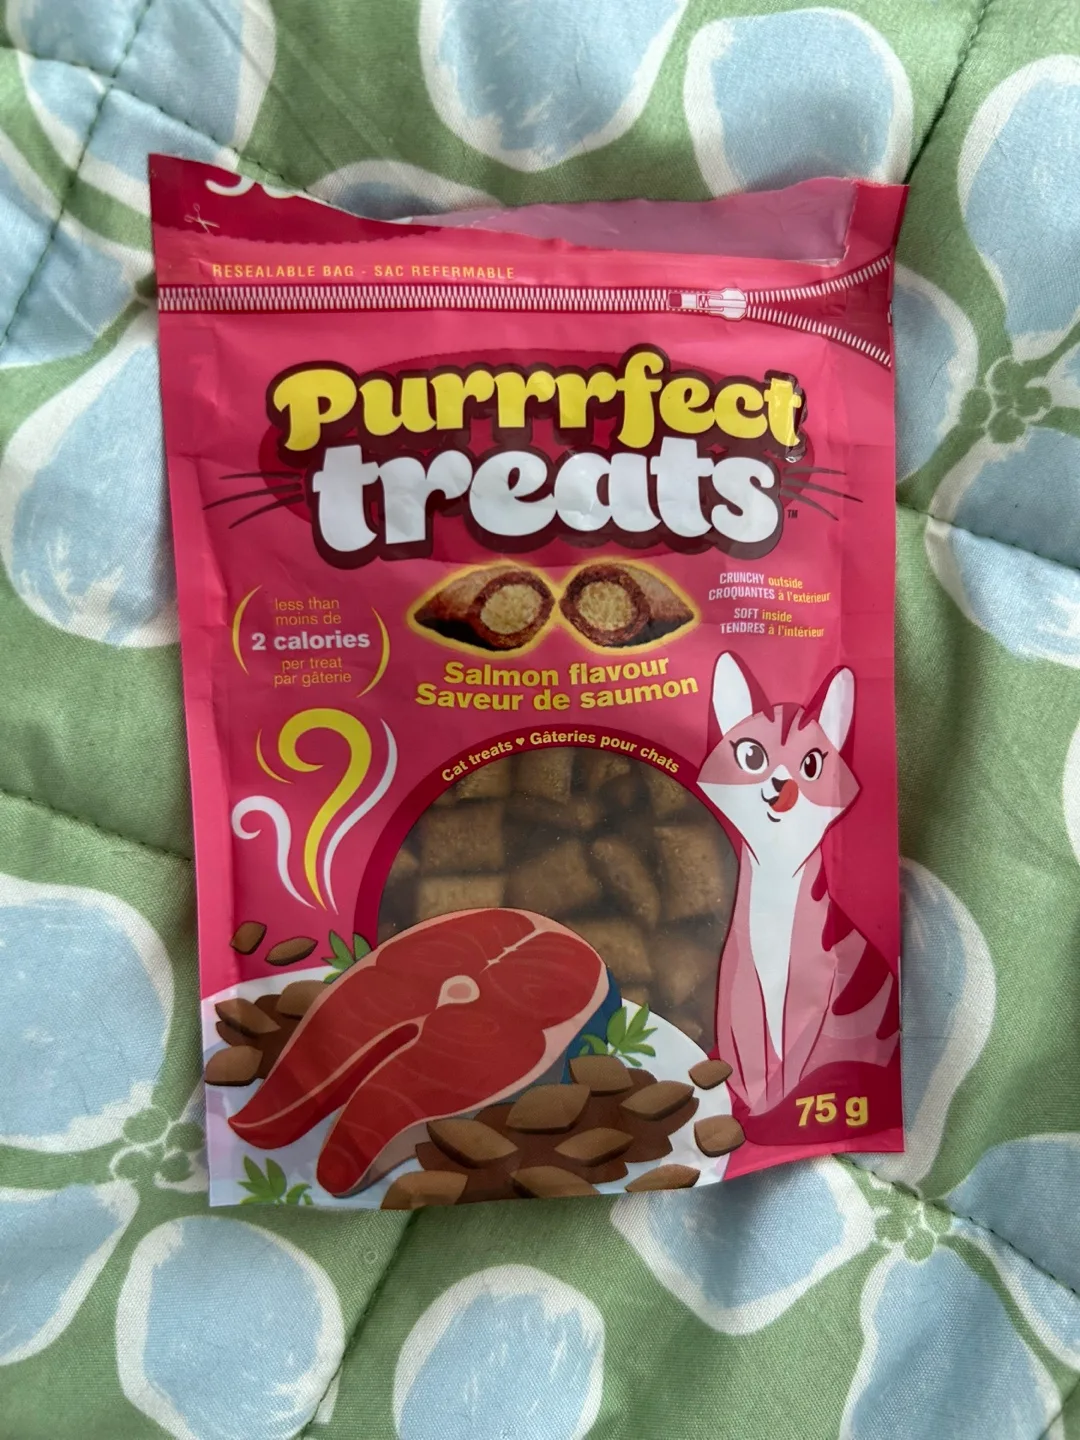 RESEALABLE BAG - SAC REFERMABLE
Purrrfect
treats™
CRUNCHY outside
CROQUANTES à l'extérieur
SOFT inside
TENDRES à l'intérieur
less than
moins de
2 calories
per treat
par gâterie
Salmon flavour
Saveur de saumon
Cat treats ♥ Gâteries pour chats
75 g